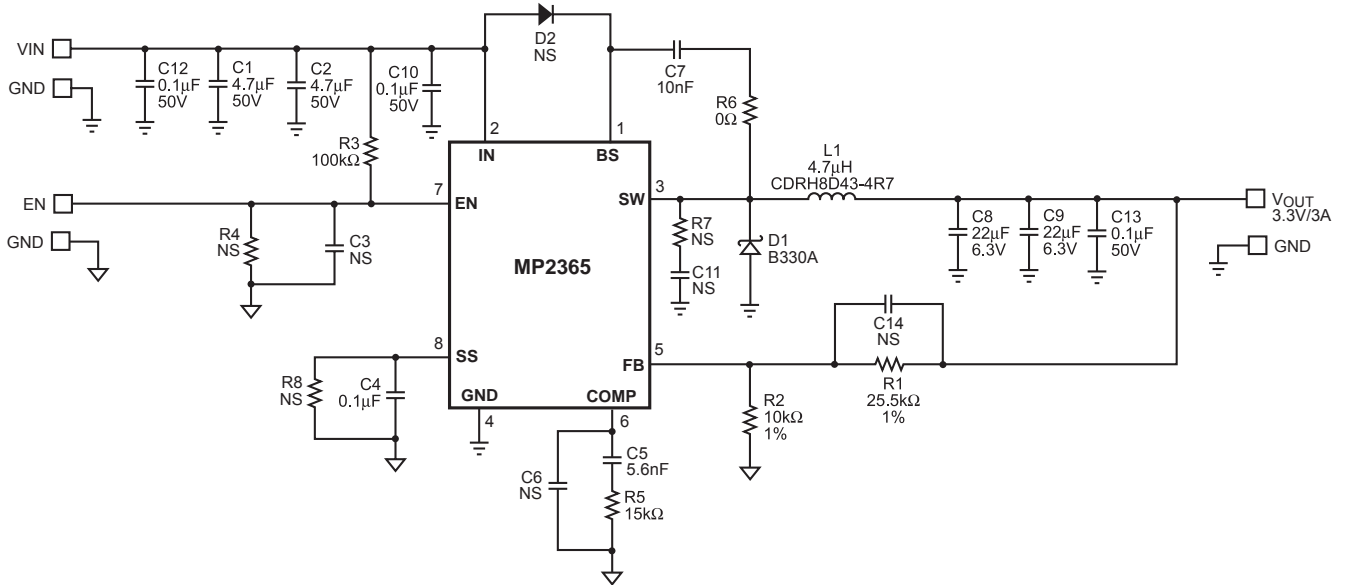 D2
NS
VIN
GND
C12
0.1µF
50V
C1
4.7µF
50V
C2
4.7µF
50V
C10
0.1µF
50V
C7
10nF
R6
0Ω
R3
100kΩ
2
1
IN
BS
EN
7
EN
GND
R4
NS
C3
NS
MP2365
SW
3
L1
4.7µH
CDRH8D43-4R7
R7
NS
C11
NS
D1
B330A
C8
22µF
6.3V
C9
22µF
6.3V
C13
0.1µF
50V
VOUT
3.3V/3A
GND
C14
NS
8
SS
R8
NS
C4
0.1µF
GND
4
COMP
6
FB
5
R1
25.5kΩ
1%
R2
10kΩ
1%
C6
NS
C5
5.6nF
R5
15kΩ